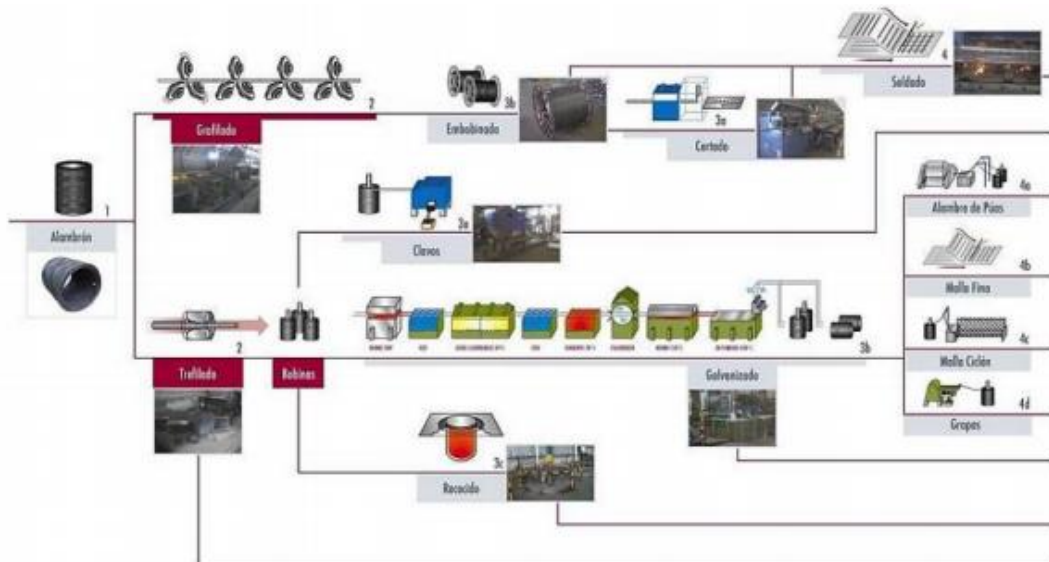 4
Soldado
2
Grafilado
3b
Embobinado
3a
Cortado
1
Alambrón
3a
Clavos
4a
Alambre de Púas
4b
Malla Fina
4c
Malla Ciclón
4d
Grapas
2
Trefilado
Bobinas
3b
Galvanizado
3c
Recocido